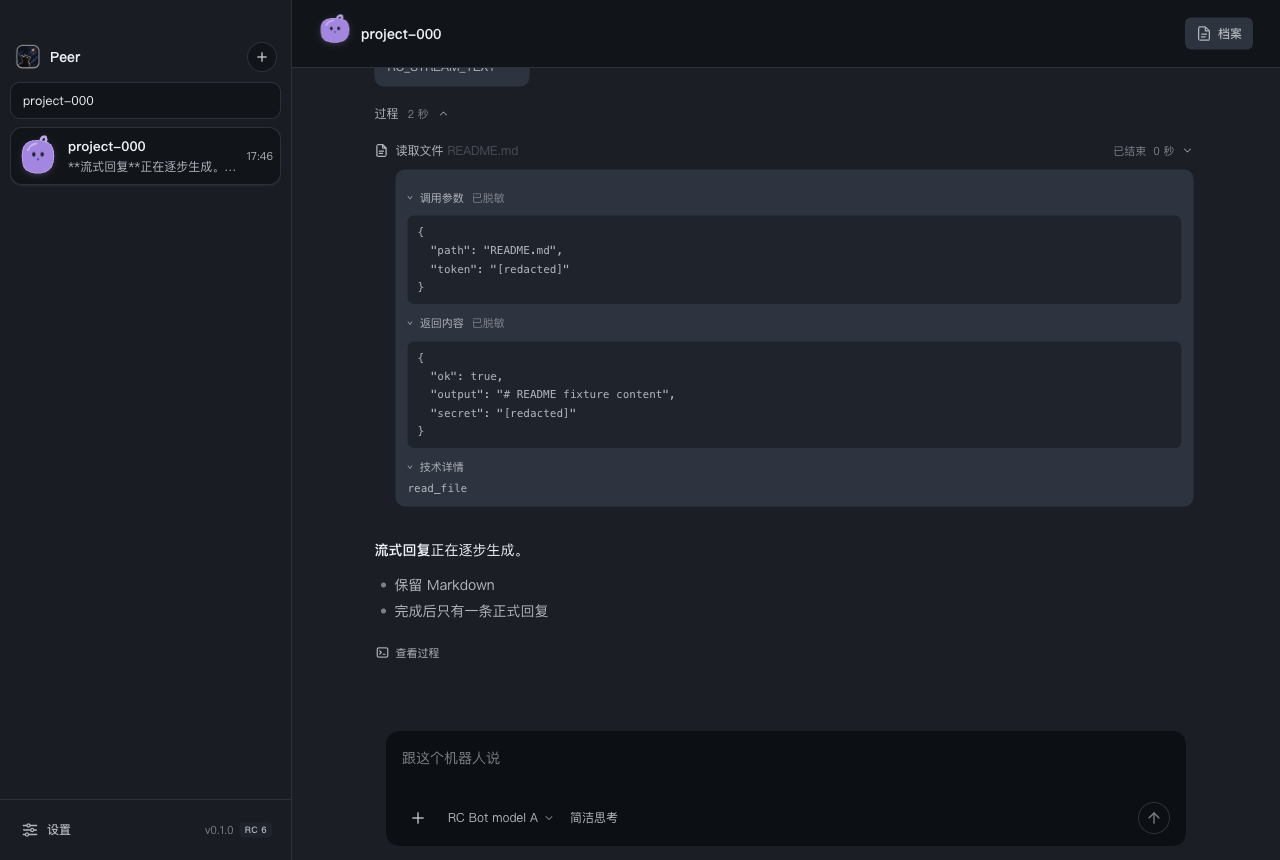 Peer
project-000
project-000
**流式回复**正在逐步生成。...
17:46
设置
v0.1.0
RC 6
project-000
档案
RC_STREAM_TEXT
过程 2 秒
读取文件 README.md
已结束 0 秒
调用参数 已脱敏
{
"path": "README.md",
"token": "[redacted]"
}
返回内容 已脱敏
{
"ok": true,
"output": "# README fixture content",
"secret": "[redacted]"
}
技术详情
read_file
流式回复正在逐步生成。
保留 Markdown
完成后只有一条正式回复
查看过程
跟这个机器人说
RC Bot model A
简洁思考